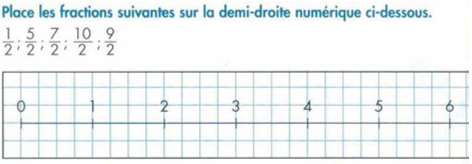 Place les fractions suivantes sur la demi-droite numérique ci-dessous.
1/2 ; 5/2 ; 7/2 ; 10/2 ; 9/2
0 1 2 3 4 5 6